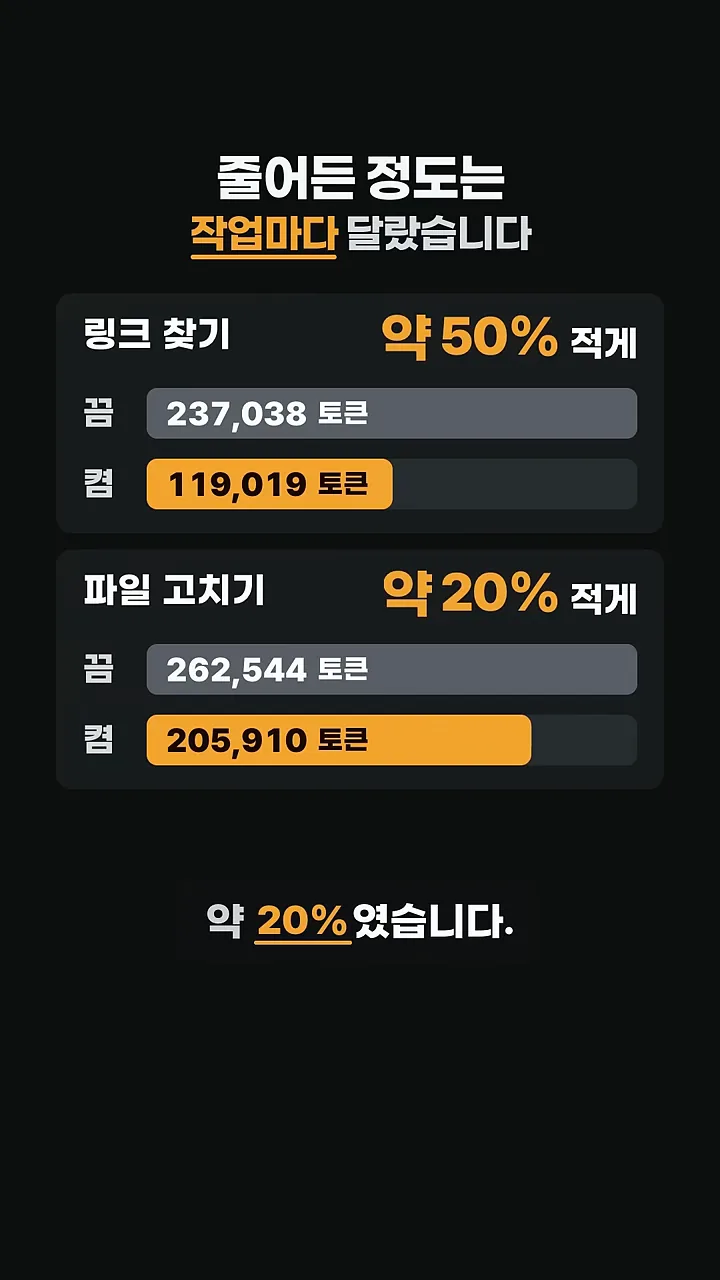 줄어든 정도는
작업마다 달랐습니다
링크 찾기 약 50% 적게
끔 237,038 토큰
켬 119,019 토큰
파일 고치기 약 20% 적게
끔 262,544 토큰
켬 205,910 토큰
약 20%였습니다.